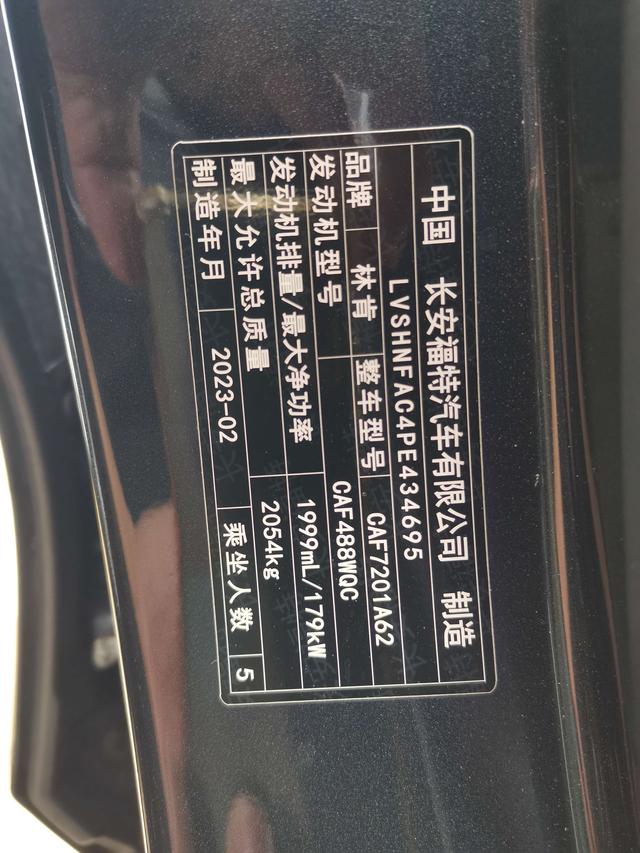 中国 长安福特汽车有限公司 制造
LVSHNFAC4PE434695
品牌 林肯 整车型号 CAF7201A62
发动机型号 CAF488WQC
发动机排量/最大净功率 1999mL/179kW
最大允许总质量 2054kg
制造年月 2023-02 乘坐人数 5